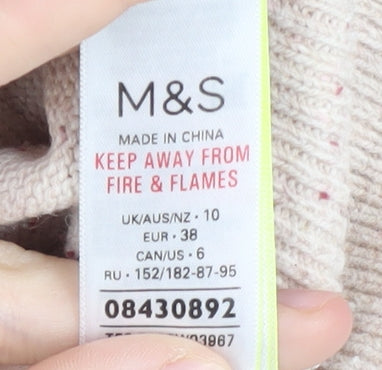 M&S
MADE IN CHINA
KEEP AWAY FROM
FIRE & FLAMES
UK/AUS/NZ • 10
EUR • 38
CAN/US • 6
RU • 152/182-87-95
08430892